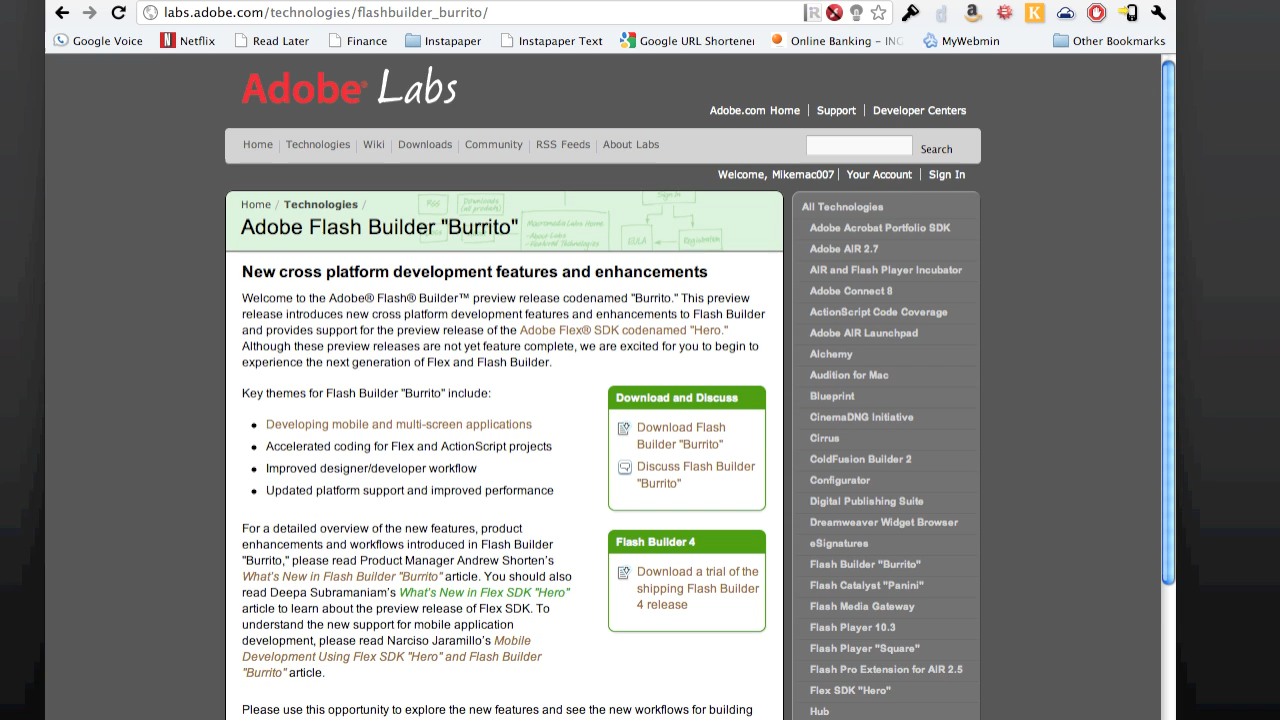 labs.adobe.com/technologies/flashbuilder_burrito/
Google Voice Netflix Read Later Finance Instapaper Instapaper Text Google URL Shortener Online Banking – INC MyWebmin Other Bookmarks
Adobe® Labs
Adobe.com Home | Support | Developer Centers
Home | Technologies | Wiki | Downloads | Community | RSS Feeds | About Labs
Search
Welcome, Mikemac007 | Your Account | Sign In
Home / Technologies /
Adobe Flash Builder "Burrito"
New cross platform development features and enhancements
Welcome to the Adobe® Flash® Builder™ preview release codenamed "Burrito." This preview
release introduces new cross platform development features and enhancements to Flash Builder
and provides support for the preview release of the Adobe Flex® SDK codenamed "Hero."
Although these preview releases are not yet feature complete, we are excited for you to begin to
experience the next generation of Flex and Flash Builder.
Key themes for Flash Builder "Burrito" include:
• Developing mobile and multi-screen applications
• Accelerated coding for Flex and ActionScript projects
• Improved designer/developer workflow
• Updated platform support and improved performance
For a detailed overview of the new features, product
enhancements and workflows introduced in Flash Builder
"Burrito," please read Product Manager Andrew Shorten's
What's New in Flash Builder "Burrito" article. You should also
read Deepa Subramaniam's What's New in Flex SDK "Hero"
article to learn about the preview release of Flex SDK. To
understand the new support for mobile application
development, please read Narciso Jaramillo's Mobile
Development Using Flex SDK "Hero" and Flash Builder
"Burrito" article.
Please use this opportunity to explore the new features and see the new workflows for building
Download and Discuss
Download Flash
Builder "Burrito"
Discuss Flash Builder
"Burrito"
Flash Builder 4
Download a trial of the
shipping Flash Builder
4 release
All Technologies
Adobe Acrobat Portfolio SDK
Adobe AIR 2.7
AIR and Flash Player Incubator
Adobe Connect 8
ActionScript Code Coverage
Adobe AIR Launchpad
Alchemy
Audition for Mac
Blueprint
CinemaDNG Initiative
Cirrus
ColdFusion Builder 2
Configurator
Digital Publishing Suite
Dreamweaver Widget Browser
eSignatures
Flash Builder "Burrito"
Flash Catalyst "Panini"
Flash Media Gateway
Flash Player 10.3
Flash Player "Square"
Flash Pro Extension for AIR 2.5
Flex SDK "Hero"
Hub